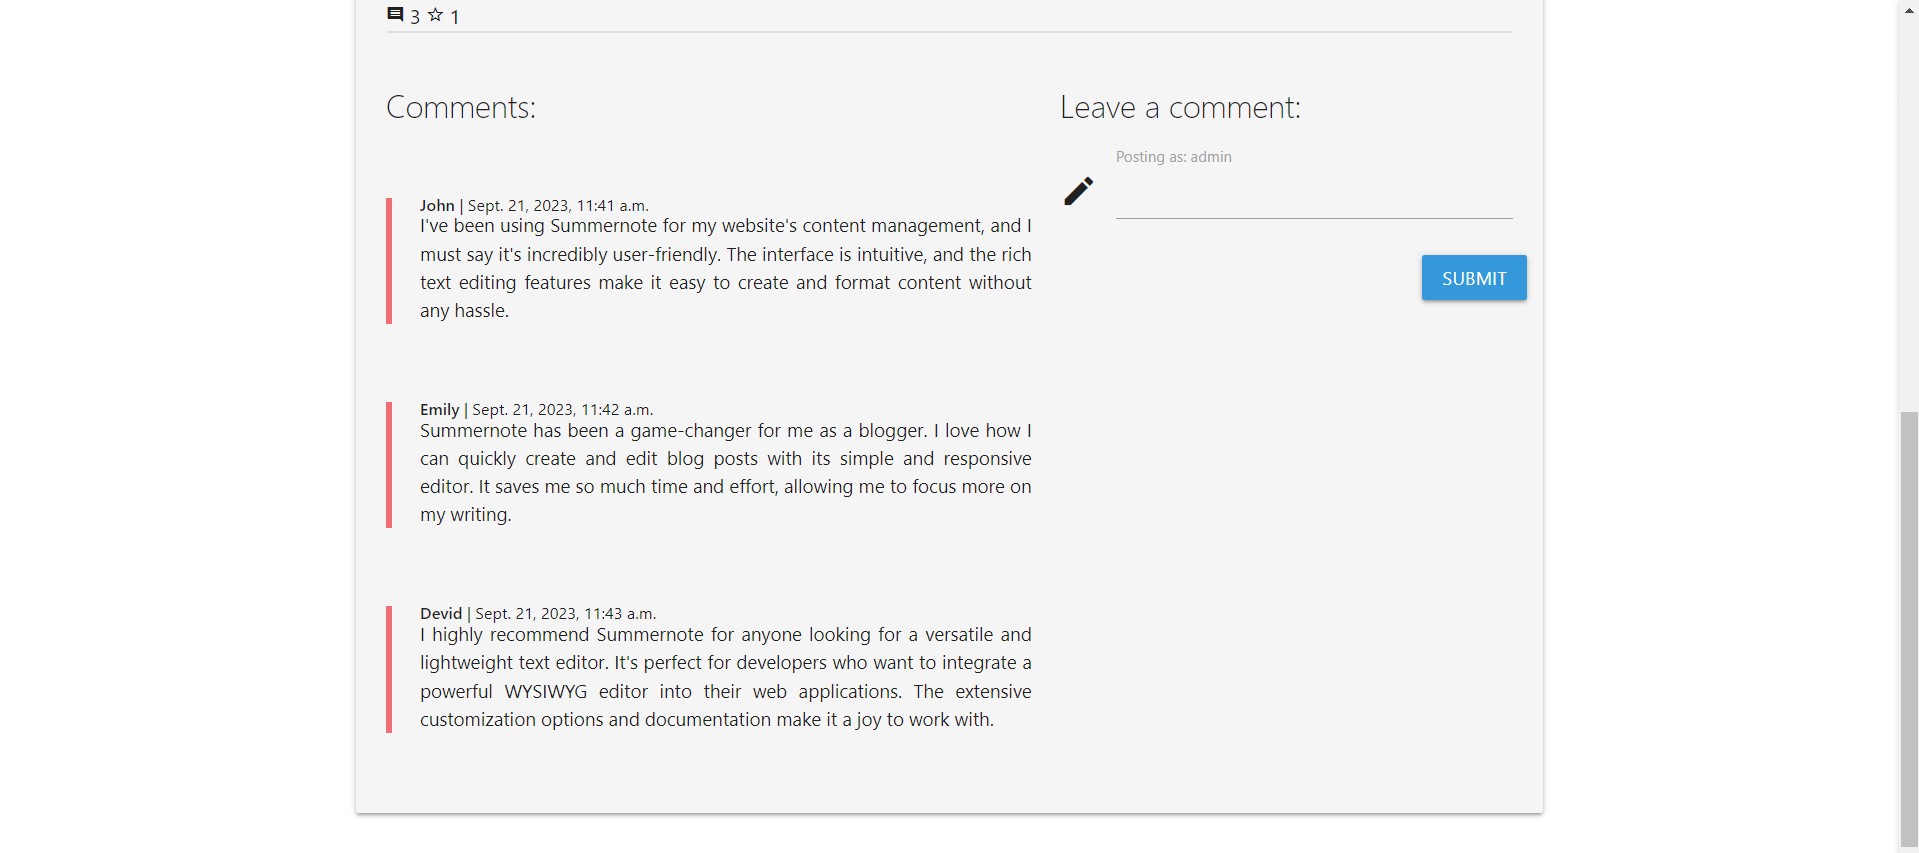 3 1
Comments:
John | Sept. 21, 2023, 11:41 a.m.
I've been using Summernote for my website's content management, and I
must say it's incredibly user-friendly. The interface is intuitive, and the rich
text editing features make it easy to create and format content without
any hassle.
Emily | Sept. 21, 2023, 11:42 a.m.
Summernote has been a game-changer for me as a blogger. I love how I
can quickly create and edit blog posts with its simple and responsive
editor. It saves me so much time and effort, allowing me to focus more on
my writing.
Devid | Sept. 21, 2023, 11:43 a.m.
I highly recommend Summernote for anyone looking for a versatile and
lightweight text editor. It's perfect for developers who want to integrate a
powerful WYSIWYG editor into their web applications. The extensive
customization options and documentation make it a joy to work with.
Leave a comment:
Posting as: admin
SUBMIT